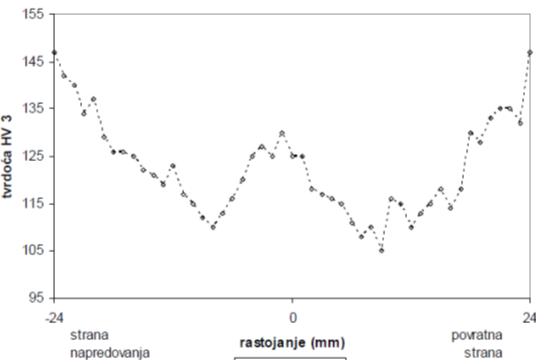 155
145
135
125
115
105
95
tvrdoća HV 3
-24
0
24
strana
napredovanja
rastojanje (mm)
povratna
strana